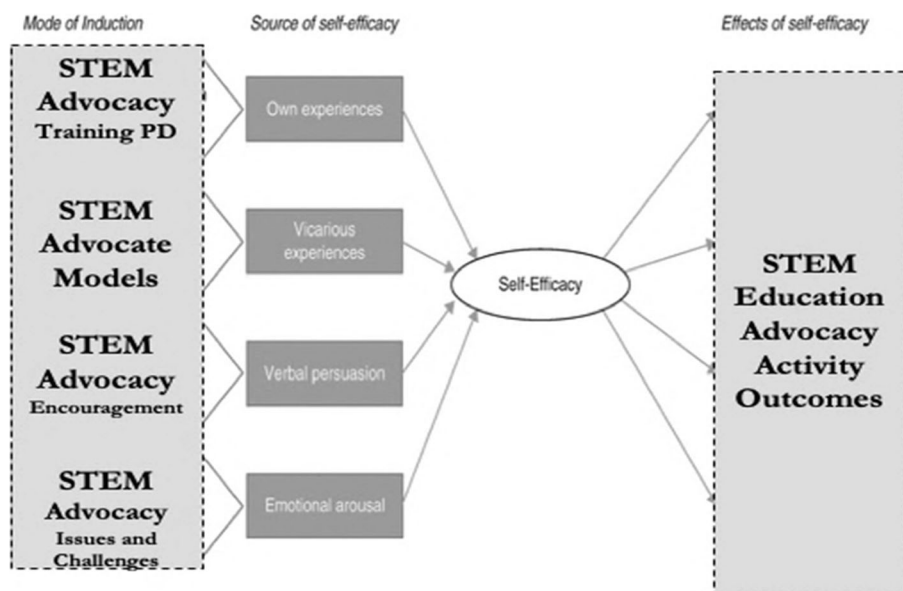 Mode of Induction
Source of self-efficacy
Effects of self-efficacy
STEM
Advocacy
Training PD
STEM
Advocate
Models
STEM
Advocacy
Encouragement
STEM
Advocacy
Issues and
Challenges
Own experiences
Vicarious
experiences
Verbal persuasion
Emotional arousal
Self-Efficacy
STEM
Education
Advocacy
Activity
Outcomes